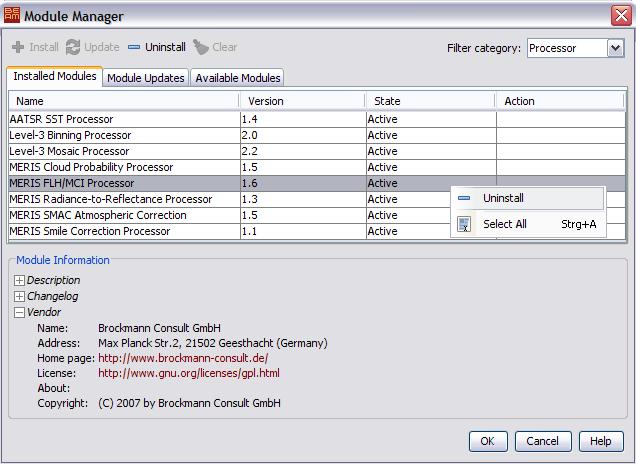 BEAM Module Manager
Install Update Uninstall Clear Filter category: Processor
Installed Modules Module Updates Available Modules
Name Version State Action
AATSR SST Processor 1.4 Active
Level-3 Binning Processor 2.0 Active
Level-3 Mosaic Processor 2.2 Active
MERIS Cloud Probability Processor 1.5 Active
MERIS FLH/MCI Processor 1.6 Active
MERIS Radiance-to-Reflectance Processor 1.3 Active
MERIS SMAC Atmospheric Correction 1.5 Active
MERIS Smile Correction Processor 1.1 Active
Uninstall
Select All Strg+A
Module Information
Description
Changelog
Vendor
Name: Brockmann Consult GmbH
Address: Max Planck Str.2, 21502 Geesthacht (Germany)
Home page: http://www.brockmann-consult.de/
License: http://www.gnu.org/licenses/gpl.html
About:
Copyright: (C) 2007 by Brockmann Consult GmbH
OK Cancel Help